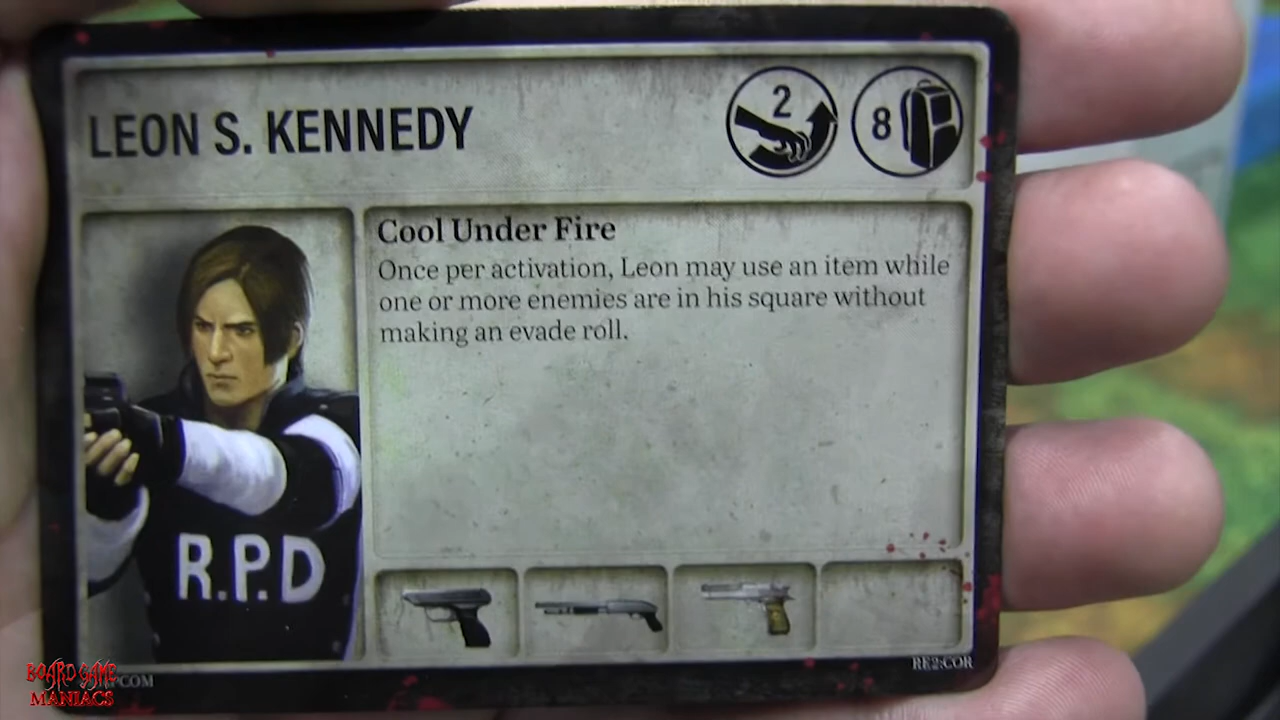 LEON S. KENNEDY
2
8
Cool Under Fire
Once per activation, Leon may use an item while
one or more enemies are in his square without
making an evade roll.
R.P.D
RE2:COR
BOARD GAME
MANIACS